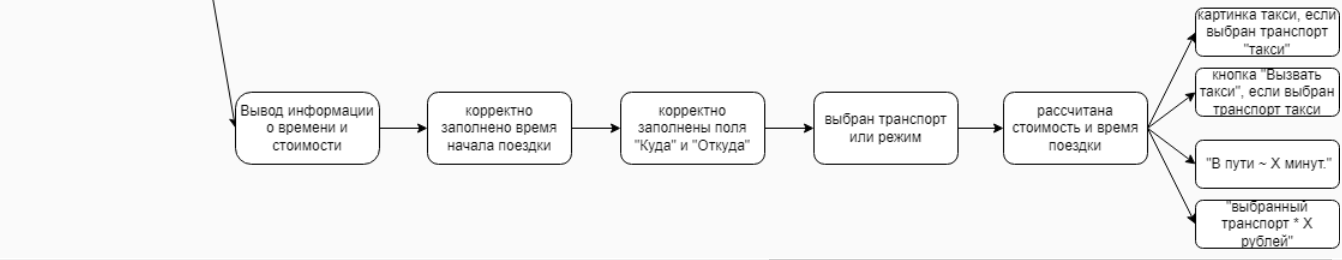 Вывод информации
о времени и
стоимости
корректно
заполнено время
начала поездки
корректно
заполнены поля
"Куда" и "Откуда"
выбран транспорт
или режим
рассчитана
стоимость и время
поездки
картинка такси, если
выбран транспорт
"такси"
кнопка "Вызвать
такси", если выбран
транспорт такси
"В пути ~ X минут."
"выбранный
транспорт * X
рублей"